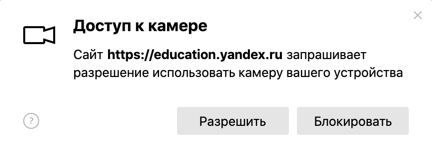 Доступ к камере
Сайт https://education.yandex.ru запрашивает
разрешение использовать камеру вашего устройства
?
Разрешить
Блокировать